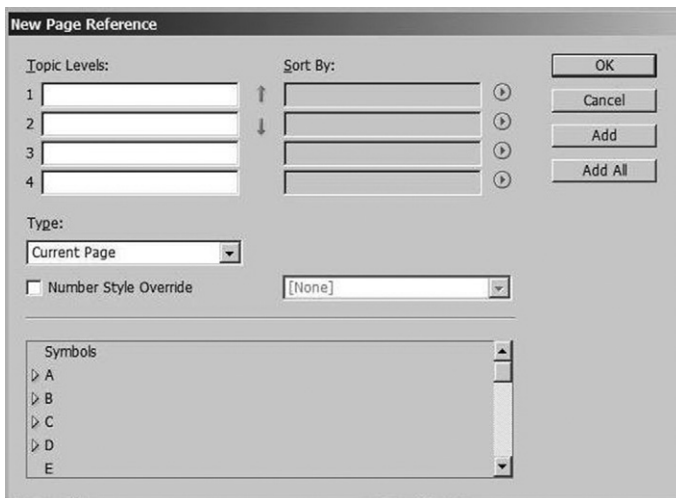 New Page Reference
Topic Levels:
Sort By:
OK
1
Cancel
2
Add
3
Add All
4
Type:
Current Page
Number Style Override
[None]
Symbols
A
B
C
D
E